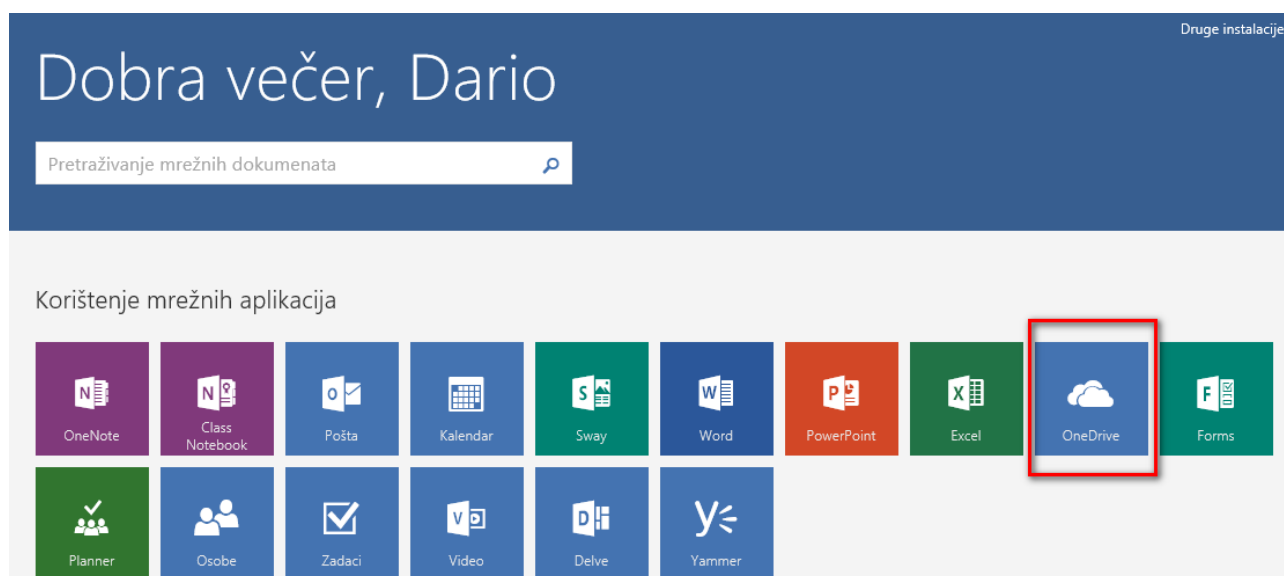 Druge instalacije
Dobra večer, Dario
Pretraživanje mrežnih dokumenata
Korištenje mrežnih aplikacija
OneNote
Class
Notebook
Pošta
Kalendar
Sway
Word
PowerPoint
Excel
OneDrive
Forms
Planner
Osobe
Zadaci
Video
Delve
Yammer